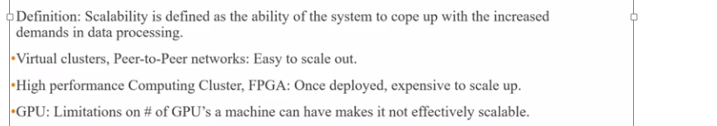 Definition: Scalability is defined as the ability of the system to cope up with the increased
demands in data processing.
•Virtual clusters, Peer-to-Peer networks: Easy to scale out.
•High performance Computing Cluster, FPGA: Once deployed, expensive to scale up.
•GPU: Limitations on # of GPU's a machine can have makes it not effectively scalable.